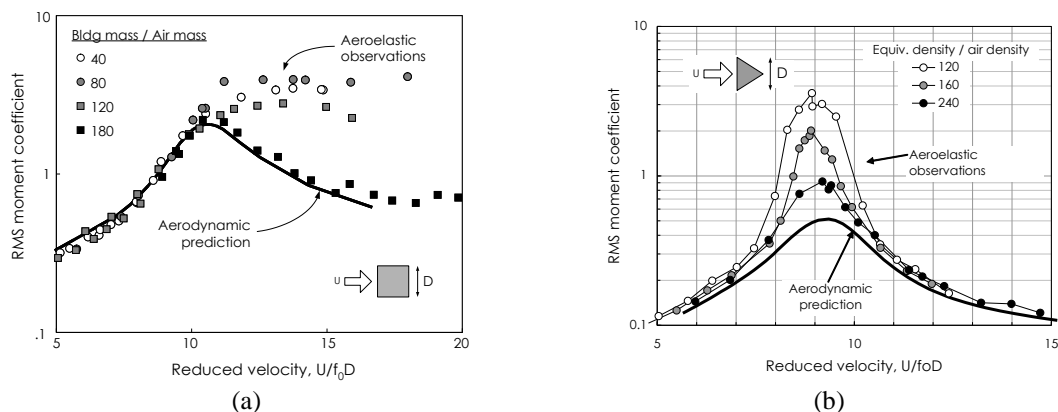 10
Bldg mass / Air mass
40
80
120
180
Aeroelastic
observations
RMS moment coefficient
1
Aerodynamic
prediction
U
D
.1
5
10
15
20
Reduced velocity, U/f0D
(a)
10
Equiv. density / air density
120
160
240
U
D
RMS moment coefficient
1
Aeroelastic
observations
Aerodynamic
prediction
0.1
5
10
15
Reduced velocity, U/foD
(b)